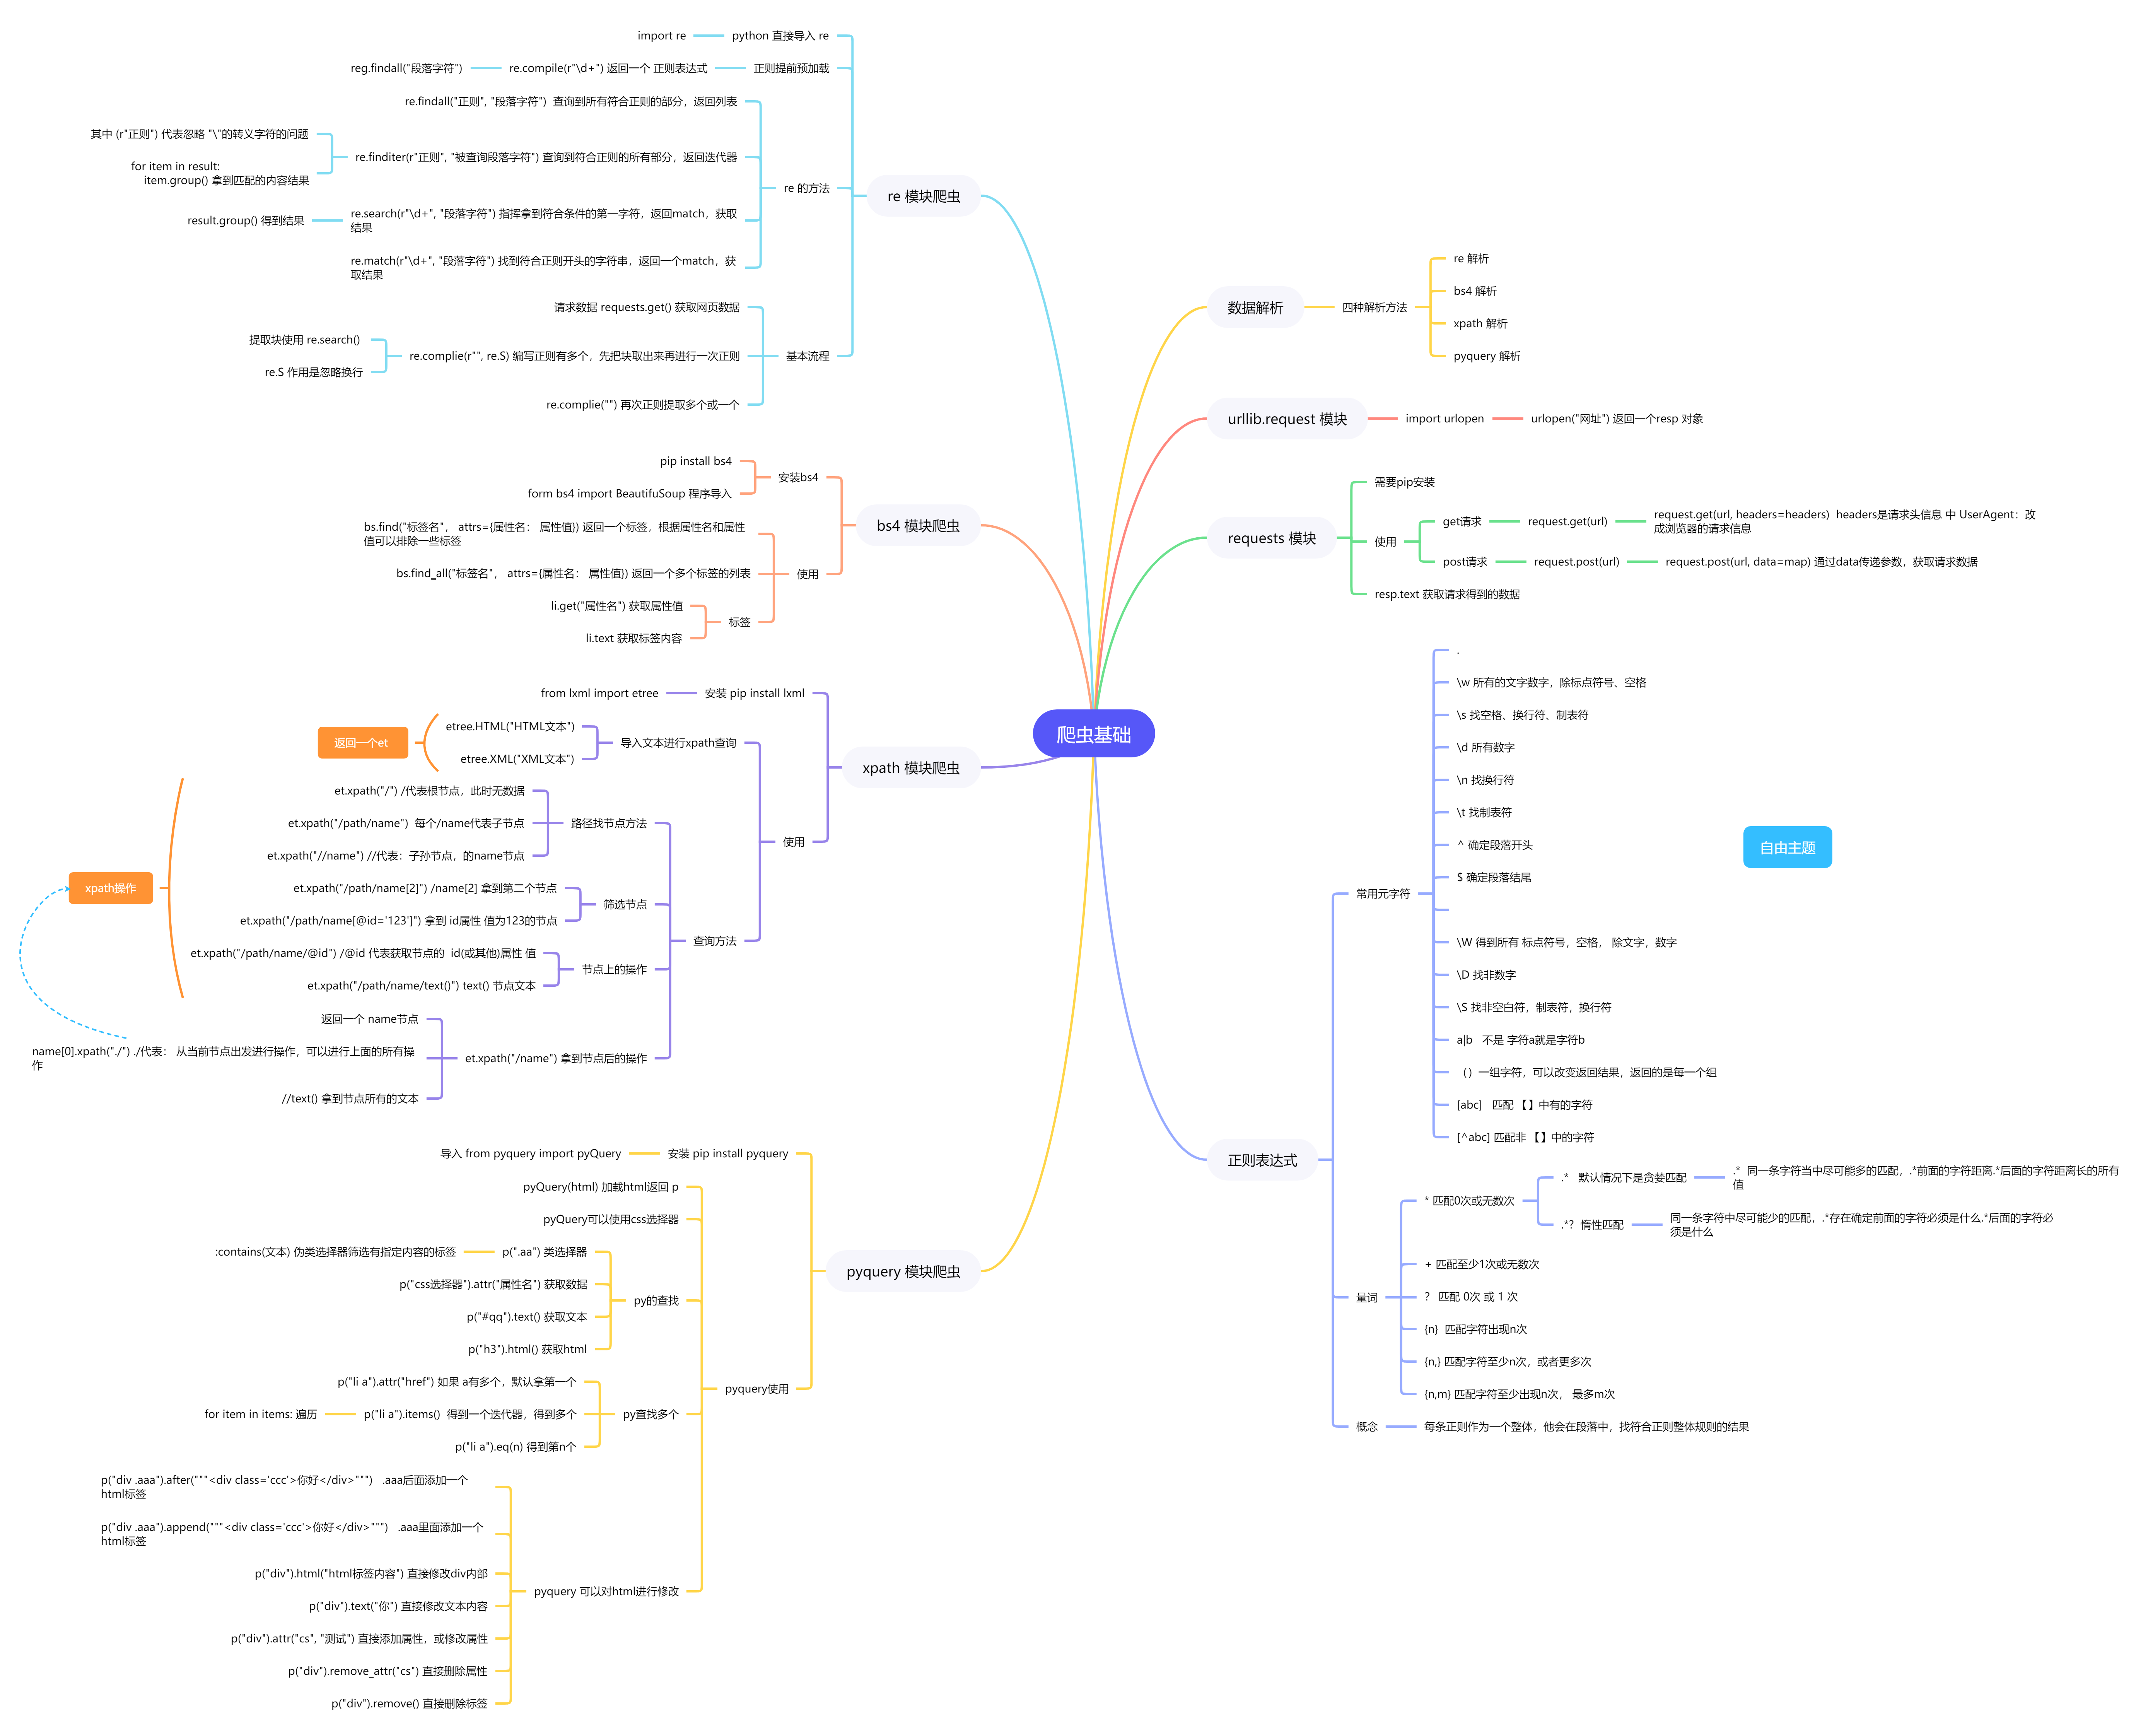 爬虫基础
数据解析
四种解析方法
re 解析
bs4 解析
xpath 解析
pyquery 解析
urllib.request 模块
import urlopen
urlopen("网址") 返回一个resp 对象
requests 模块
需要pip安装
使用
get请求
request.get(url)
request.get(url, headers=headers)  headers是请求头信息 中 UserAgent：改
成浏览器的请求信息
post请求
request.post(url)
request.post(url, data=map) 通过data传递参数，获取请求数据
resp.text 获取请求得到的数据
正则表达式
常用元字符
.
\w 所有的文字数字，除标点符号、空格
\s 找空格、换行符、制表符
\d 所有数字
\n 找换行符
\t 找制表符
^ 确定段落开头
$ 确定段落结尾
\W 得到所有 标点符号，空格， 除文字，数字
\D 找非数字
\S 找非空白符，制表符，换行符
a|b   不是 字符a就是字符b
（）一组字符，可以改变返回结果，返回的是每一个组
[abc]   匹配 【】中有的字符
[^abc] 匹配非 【】中的字符
量词
* 匹配0次或无数次
.*   默认情况下是贪婪匹配
.*  同一条字符当中尽可能多的匹配，.*前面的字符距离.*后面的字符距离长的所有
值
.*？惰性匹配
同一条字符中尽可能少的匹配，.*存在确定前面的字符必须是什么.*后面的字符必
须是什么
+ 匹配至少1次或无数次
？ 匹配 0次 或 1 次
{n}  匹配字符出现n次
{n,} 匹配字符至少n次，或者更多次
{n,m} 匹配字符至少出现n次， 最多m次
概念
每条正则作为一个整体，他会在段落中，找符合正则整体规则的结果
自由主题
re 模块爬虫
python 直接导入 re
import re
正则提前预加载
re.compile(r"\d+") 返回一个 正则表达式
reg.findall("段落字符")
re 的方法
re.findall("正则", "段落字符")  查询到所有符合正则的部分，返回列表
re.finditer(r"正则", "被查询段落字符") 查询到符合正则的所有部分，返回迭代器
其中 (r"正则") 代表忽略 "\"的转义字符的问题
for item in result:
item.group() 拿到匹配的内容结果
re.search(r"\d+", "段落字符") 指挥拿到符合条件的第一字符，返回match，获取
结果
result.group() 得到结果
re.match(r"\d+", "段落字符") 找到符合正则开头的字符串，返回一个match，获
取结果
基本流程
请求数据 requests.get() 获取网页数据
re.complie(r"", re.S) 编写正则有多个，先把块取出来再进行一次正则
提取块使用 re.search()
re.S 作用是忽略换行
re.complie("") 再次正则提取多个或一个
bs4 模块爬虫
安装bs4
pip install bs4
form bs4 import BeautifuSoup 程序导入
使用
bs.find("标签名"， attrs={属性名： 属性值}) 返回一个标签，根据属性名和属性
值可以排除一些标签
bs.find_all("标签名"， attrs={属性名： 属性值}) 返回一个多个标签的列表
标签
li.get("属性名") 获取属性值
li.text 获取标签内容
xpath 模块爬虫
安装 pip install lxml
from lxml import etree
使用
导入文本进行xpath查询
etree.HTML("HTML文本")
etree.XML("XML文本")
返回一个et
查询方法
路径找节点方法
et.xpath("/") /代表根节点，此时无数据
et.xpath("/path/name")  每个/name代表子节点
et.xpath("//name") //代表：子孙节点，的name节点
筛选节点
et.xpath("/path/name[2]") /name[2] 拿到第二个节点
et.xpath("/path/name[@id='123']") 拿到 id属性 值为123的节点
节点上的操作
et.xpath("/path/name/@id") /@id 代表获取节点的  id(或其他)属性 值
et.xpath("/path/name/text()") text() 节点文本
xpath操作
et.xpath("/name") 拿到节点后的操作
返回一个 name节点
name[0].xpath("./") ./代表： 从当前节点出发进行操作，可以进行上面的所有操
作
//text() 拿到节点所有的文本
pyquery 模块爬虫
安装 pip install pyquery
导入 from pyquery import pyQuery
pyquery使用
pyQuery(html) 加载html返回 p
pyQuery可以使用css选择器
py的查找
p(".aa") 类选择器
:contains(文本) 伪类选择器筛选有指定内容的标签
p("css选择器").attr("属性名") 获取数据
p("#qq").text() 获取文本
p("h3").html() 获取html
py查找多个
p("li a").attr("href") 如果 a有多个，默认拿第一个
p("li a").items()  得到一个迭代器，得到多个
for item in items: 遍历
p("li a").eq(n) 得到第n个
pyquery 可以对html进行修改
p("div .aaa").after("""<div class='ccc'>你好</div>""")   .aaa后面添加一个
html标签
p("div .aaa").append("""<div class='ccc'>你好</div>""")   .aaa里面添加一个
html标签
p("div").html("html标签内容") 直接修改div内部
p("div").text("你") 直接修改文本内容
p("div").attr("cs", "测试") 直接添加属性，或修改属性
p("div").remove_attr("cs") 直接删除属性
p("div").remove() 直接删除标签